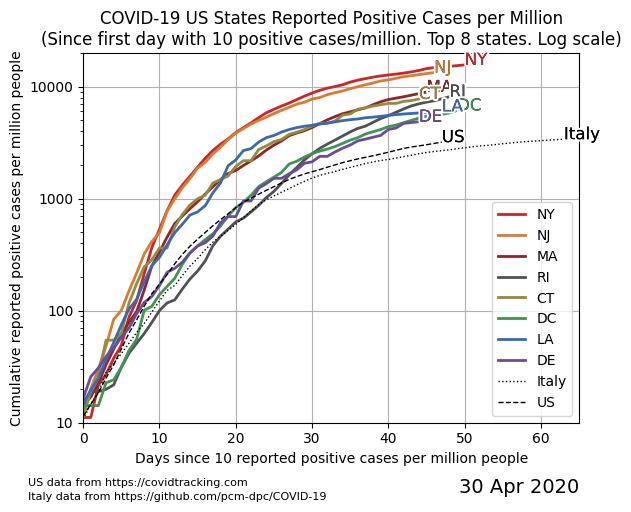 COVID-19 US States Reported Positive Cases per Million
(Since first day with 10 positive cases/million. Top 8 states. Log scale)
Cumulative reported positive cases per million people
10000
1000
100
10
NY
NJ
MA
RI
CT
LA
DC
DE
US
Italy
NY
NJ
MA
RI
CT
DC
LA
DE
Italy
US
0
10
20
30
40
50
60
Days since 10 reported positive cases per million people
US data from https://covidtracking.com
Italy data from https://github.com/pcm-dpc/COVID-19
30 Apr 2020